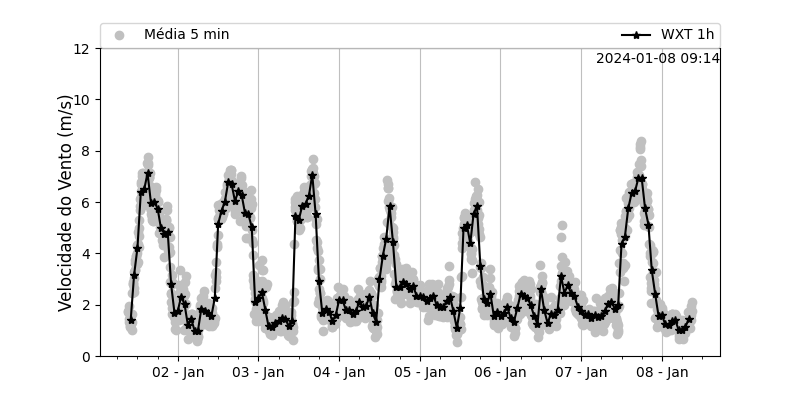 Média 5 min
WXT 1h
2024-01-08 09:14
Velocidade do Vento (m/s)
12
10
8
6
4
2
0
02 - Jan
03 - Jan
04 - Jan
05 - Jan
06 - Jan
07 - Jan
08 - Jan